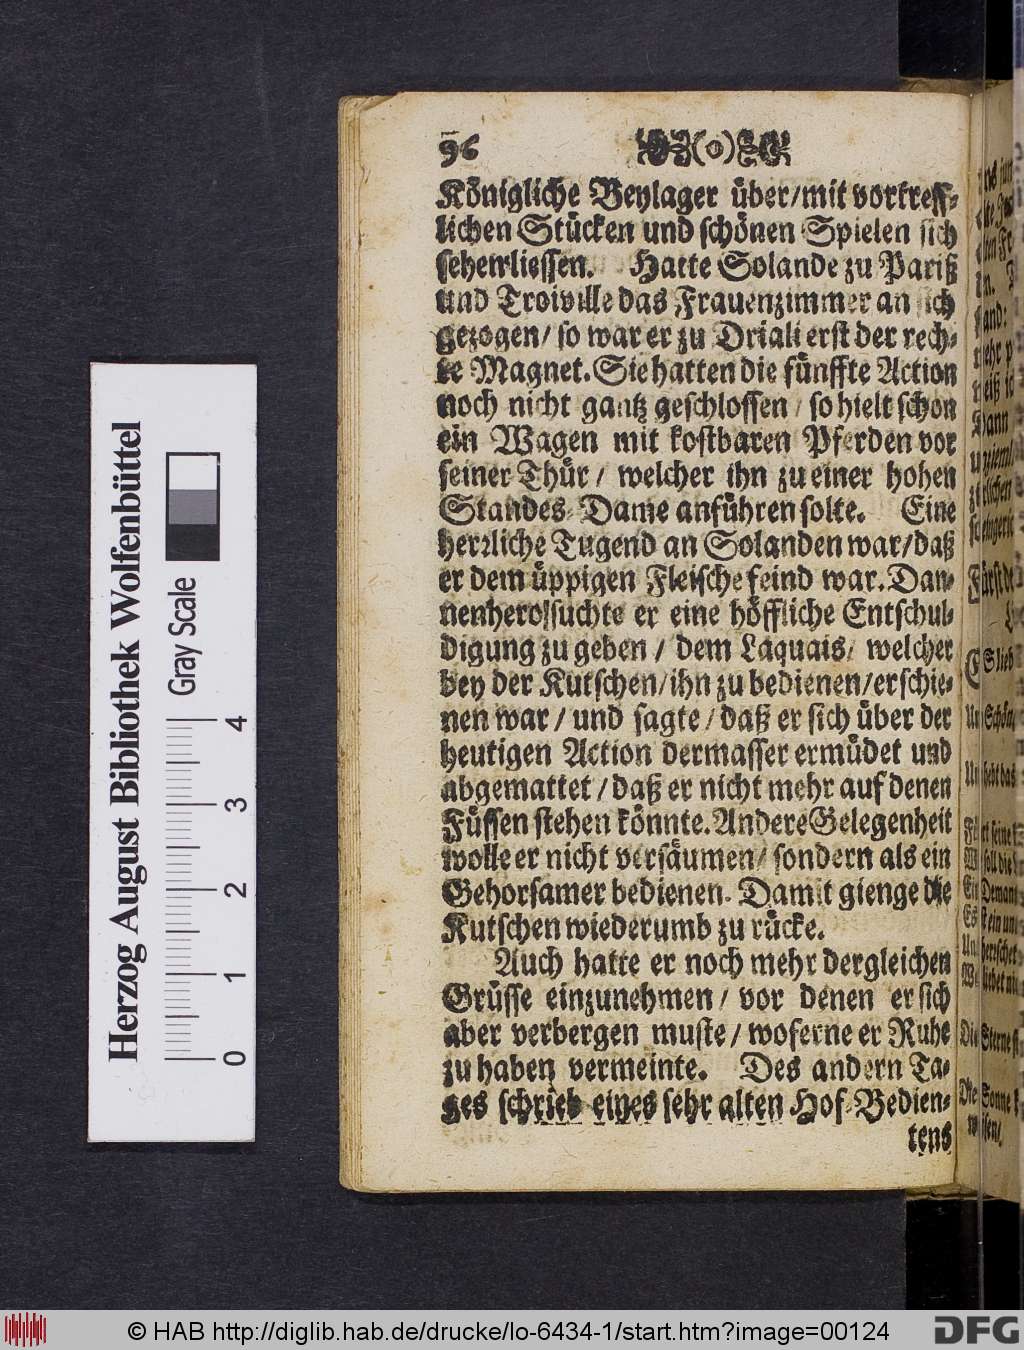 96 (o)
Königliche Beylager über/mit vortreff-
lichen Stücken und schönen Spielen sich
sehen liessen. Hatte Solande zu Pariß
und Troiville das Frauenzimmer an sich
gezogen/ so war er zu Oriali erst der rech-
te Magnet. Sie hatten die fünffte Action
noch nicht gantz geschlossen / so hielt schon
ein Wagen mit kostbaren Pferden vor
seiner Thür / welcher ihn zu einer hohen
Standes-Dame anführen solte. Eine
herrliche Tugend an Solanden war/daß
er dem üppigen Fleische feind war. Dan-
nenhero suchte er eine höffliche Entschul-
digung zu geben / dem Laquais/ welcher
bey der Kutschen/ihn zu bedienen/erschie-
nen war / und sagte / daß er sich über der
heutigen Action dermasser ermüdet und
abgemattet / daß er nicht mehr auf denen
Füssen stehen könnte. Andere Gelegenheit
wolle er nicht versäumen/ sondern als ein
Gehorsamer bedienen. Damit gienge die
Kutschen wiederumb zu rücke.
Auch hatte er noch mehr dergleichen
Grüsse einzunehmen / vor denen er sich
aber verbergen muste / woferne er Ruhe
zu haben vermeinte. Des andern Ta-
ges schrieb eines sehr alten Hof-Bedien-
tens
Herzog August Bibliothek Wolfenbüttel
Gray Scale
0 1 2 3 4
© HAB http://diglib.hab.de/drucke/lo-6434-1/start.htm?image=00124
DFG